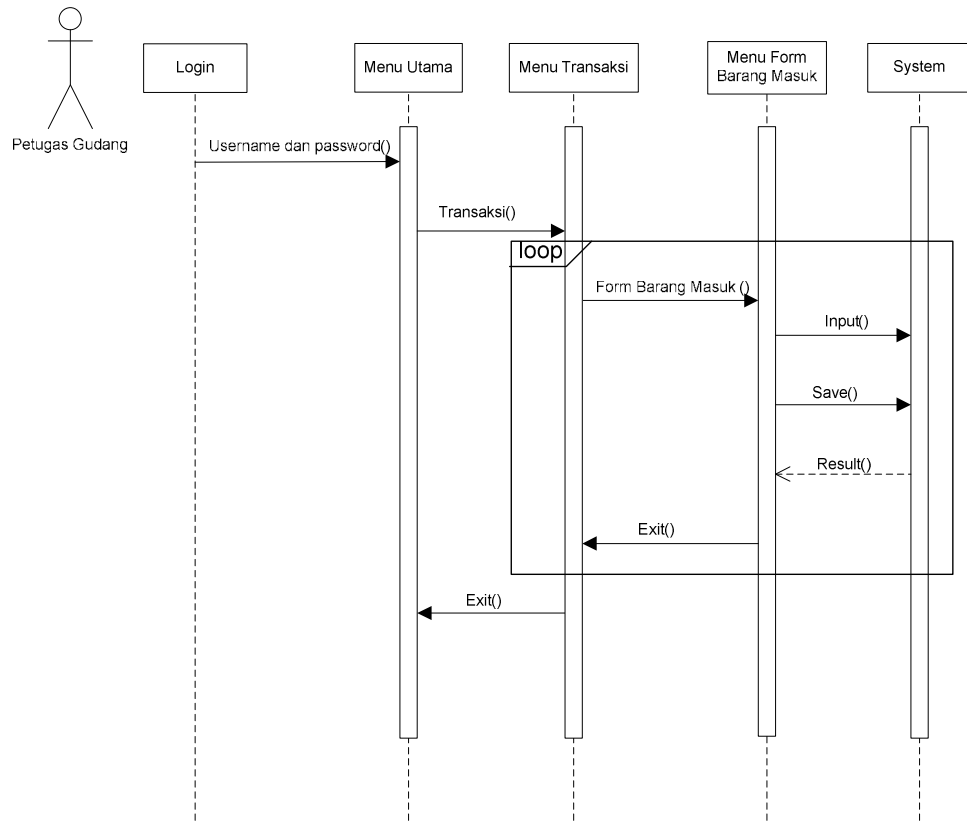 Petugas Gudang
Login
Menu Utama
Menu Transaksi
Menu Form
Barang Masuk
System
Username dan password()
Transaksi()
loop
Form Barang Masuk ()
Input()
Save()
Result()
Exit()
Exit()